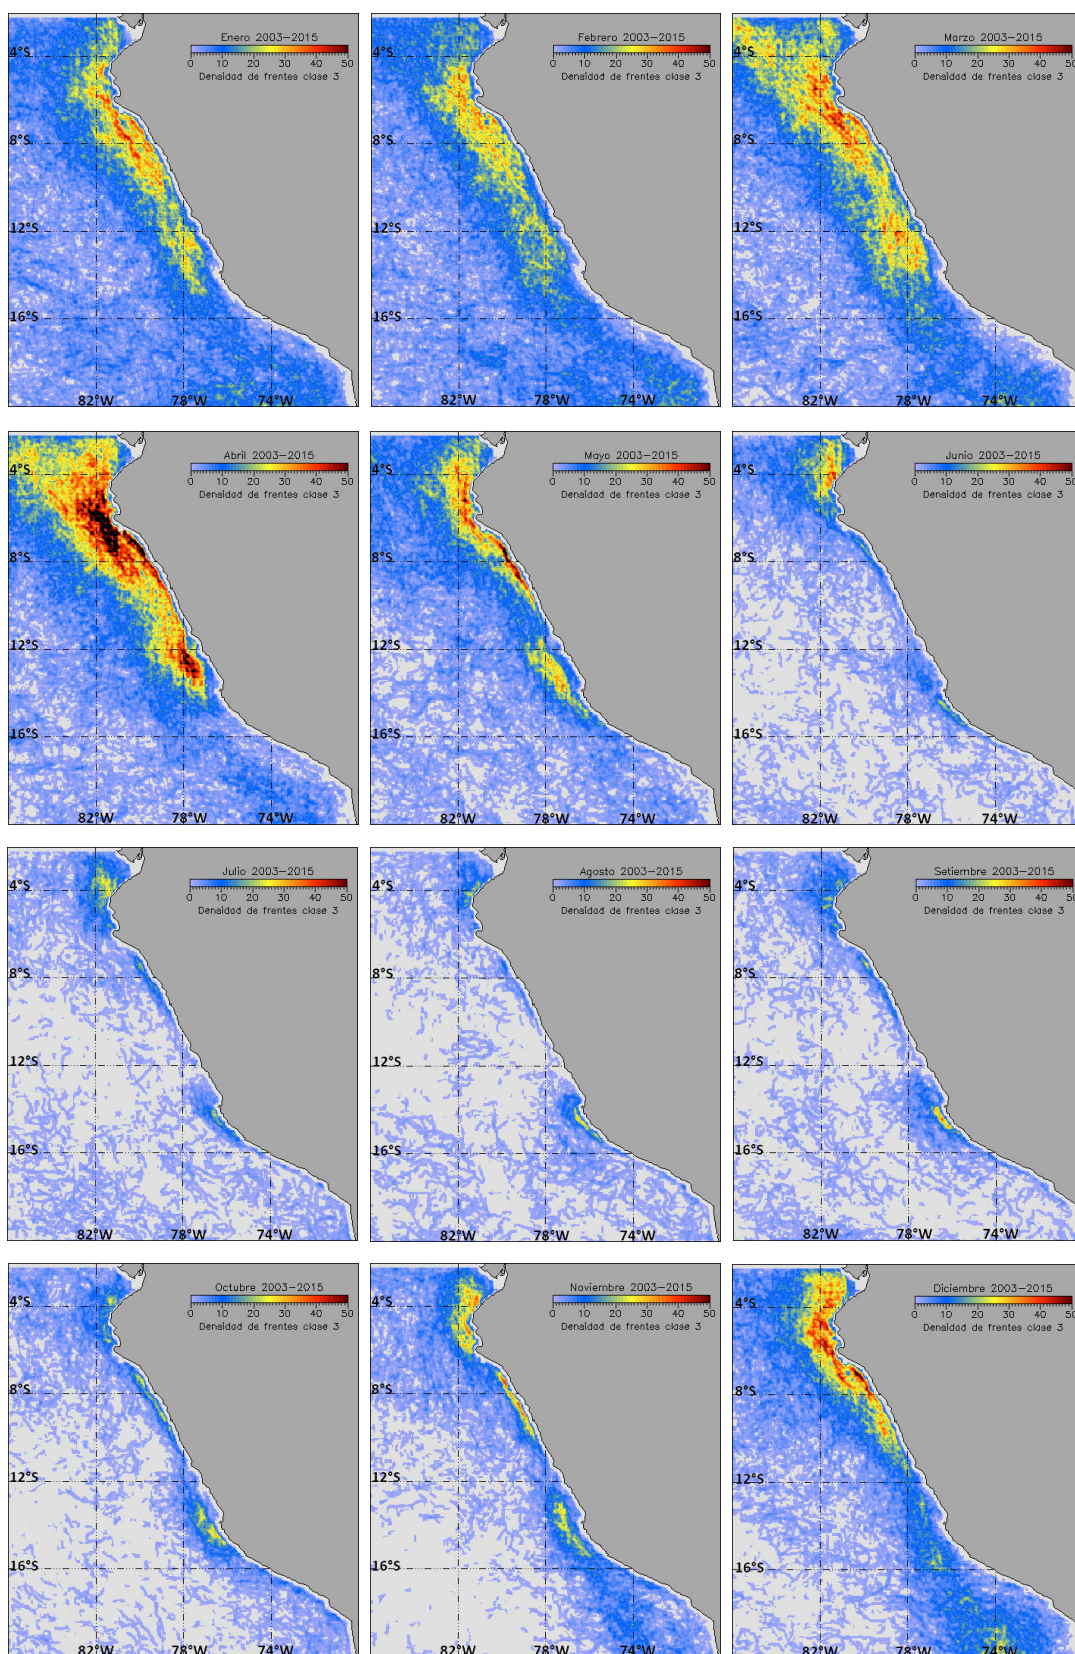 Enero 2003-2015
0 10 20 30 40 50
Densidad de frentes clase 3
4°S
8°S
12°S
16°S
82°W 78°W 74°W
Febrero 2003-2015
0 10 20 30 40 50
Densidad de frentes clase 3
4°S
8°S
12°S
16°S
82°W 78°W 74°W
Marzo 2003-2015
0 10 20 30 40 50
Densidad de frentes clase 3
4°S
8°S
12°S
16°S
82°W 78°W 74°W
Abril 2003-2015
0 10 20 30 40 50
Densidad de frentes clase 3
4°S
8°S
12°S
16°S
82°W 78°W 74°W
Mayo 2003-2015
0 10 20 30 40 50
Densidad de frentes clase 3
4°S
8°S
12°S
16°S
82°W 78°W 74°W
Junio 2003-2015
0 10 20 30 40 50
Densidad de frentes clase 3
4°S
8°S
12°S
16°S
82°W 78°W 74°W
Julio 2003-2015
0 10 20 30 40 50
Densidad de frentes clase 3
4°S
8°S
12°S
16°S
82°W 78°W 74°W
Agosto 2003-2015
0 10 20 30 40 50
Densidad de frentes clase 3
4°S
8°S
12°S
16°S
82°W 78°W 74°W
Setiembre 2003-2015
0 10 20 30 40 50
Densidad de frentes clase 3
4°S
8°S
12°S
16°S
82°W 78°W 74°W
Octubre 2003-2015
0 10 20 30 40 50
Densidad de frentes clase 3
4°S
8°S
12°S
16°S
82°W 78°W 74°W
Noviembre 2003-2015
0 10 20 30 40 50
Densidad de frentes clase 3
4°S
8°S
12°S
16°S
82°W 78°W 74°W
Diciembre 2003-2015
0 10 20 30 40 50
Densidad de frentes clase 3
4°S
8°S
12°S
16°S
82°W 78°W 74°W